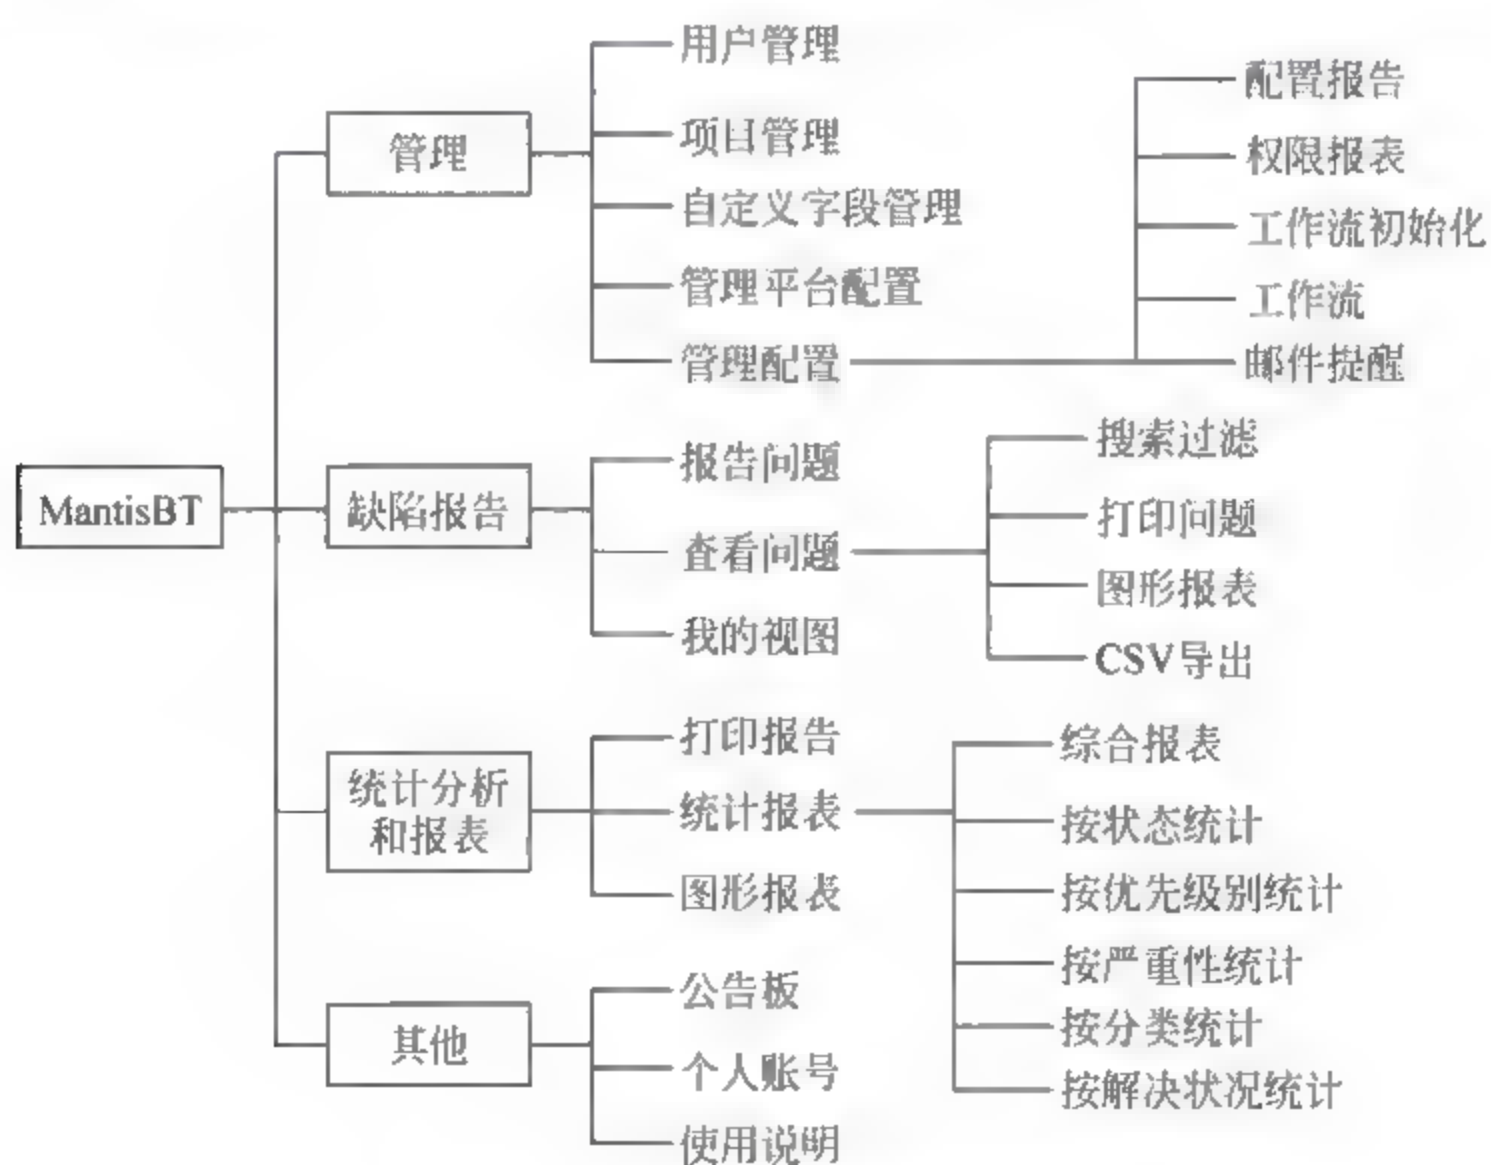 MantisBT
管理
用户管理
项目管理
自定义字段管理
管理平台配置
管理配置
配置报告
权限报表
工作流初始化
工作流
邮件提醒
缺陷报告
报告问题
查看问题
我的视图
搜索过滤
打印问题
图形报表
CSV导出
统计分析
和报表
打印报告
统计报表
图形报表
综合报表
按状态统计
按优先级别统计
按严重性统计
按分类统计
按解决状况统计
其他
公告板
个人账号
使用说明